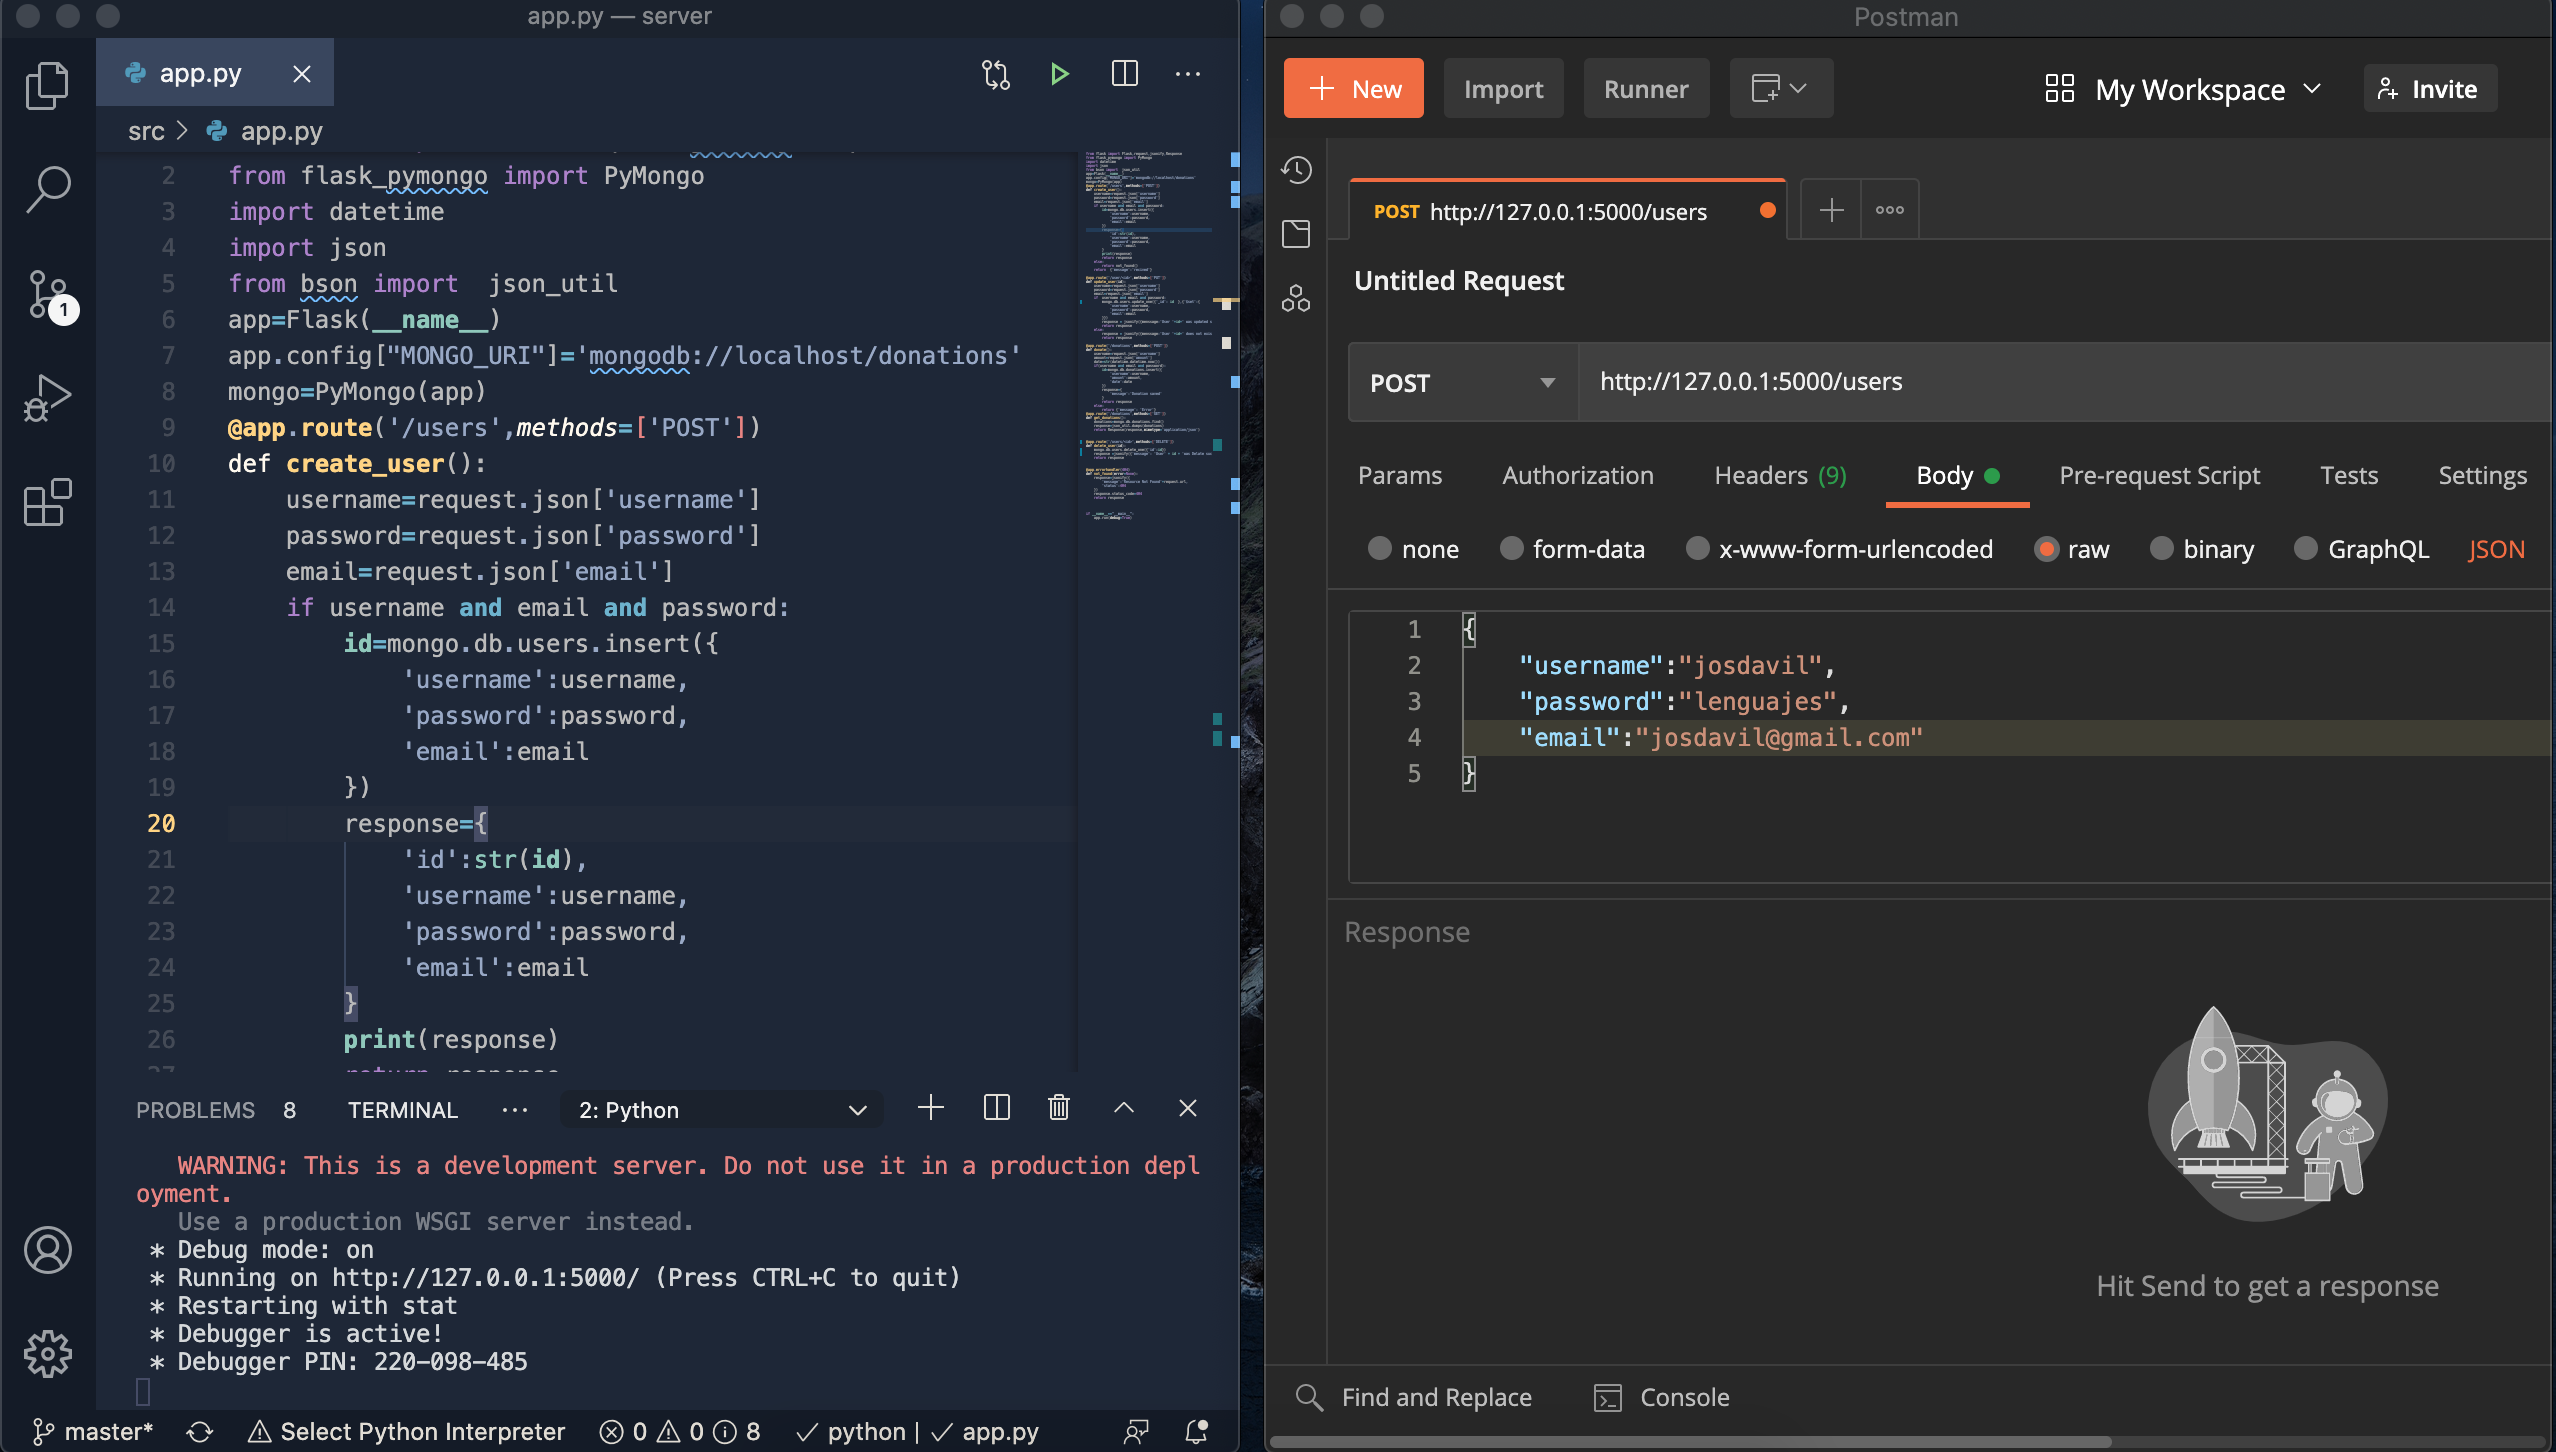 app.py — server
app.py
src > app.py
2 from flask_pymongo import PyMongo
3 import datetime
4 import json
5 from bson import  json_util
6 app=Flask(__name__)
7 app.config["MONGO_URI"]='mongodb://localhost/donations'
8 mongo=PyMongo(app)
9 @app.route('/users',methods=['POST'])
10 def create_user():
11     username=request.json['username']
12     password=request.json['password']
13     email=request.json['email']
14     if username and email and password:
15         id=mongo.db.users.insert({
16             'username':username,
17             'password':password,
18             'email':email
19         })
20         response={
21             'id':str(id),
22             'username':username,
23             'password':password,
24             'email':email
25         }
26         print(response)
27         return response
PROBLEMS 8 TERMINAL ··· 2: Python
WARNING: This is a development server. Do not use it in a production depl
oyment.
Use a production WSGI server instead.
* Debug mode: on
* Running on http://127.0.0.1:5000/ (Press CTRL+C to quit)
* Restarting with stat
* Debugger is active!
* Debugger PIN: 220-098-485
master* Select Python Interpreter 0 0 8 python | app.py
1
Postman
New Import Runner My Workspace Invite
POST http://127.0.0.1:5000/users
Untitled Request
POST http://127.0.0.1:5000/users
Params Authorization Headers (9) Body Pre-request Script Tests Settings
none form-data x-www-form-urlencoded raw binary GraphQL JSON
1 {
2     "username":"josdavil",
3     "password":"lenguajes",
4     "email":"josdavil@gmail.com"
5 }
Response
Hit Send to get a response
Find and Replace Console